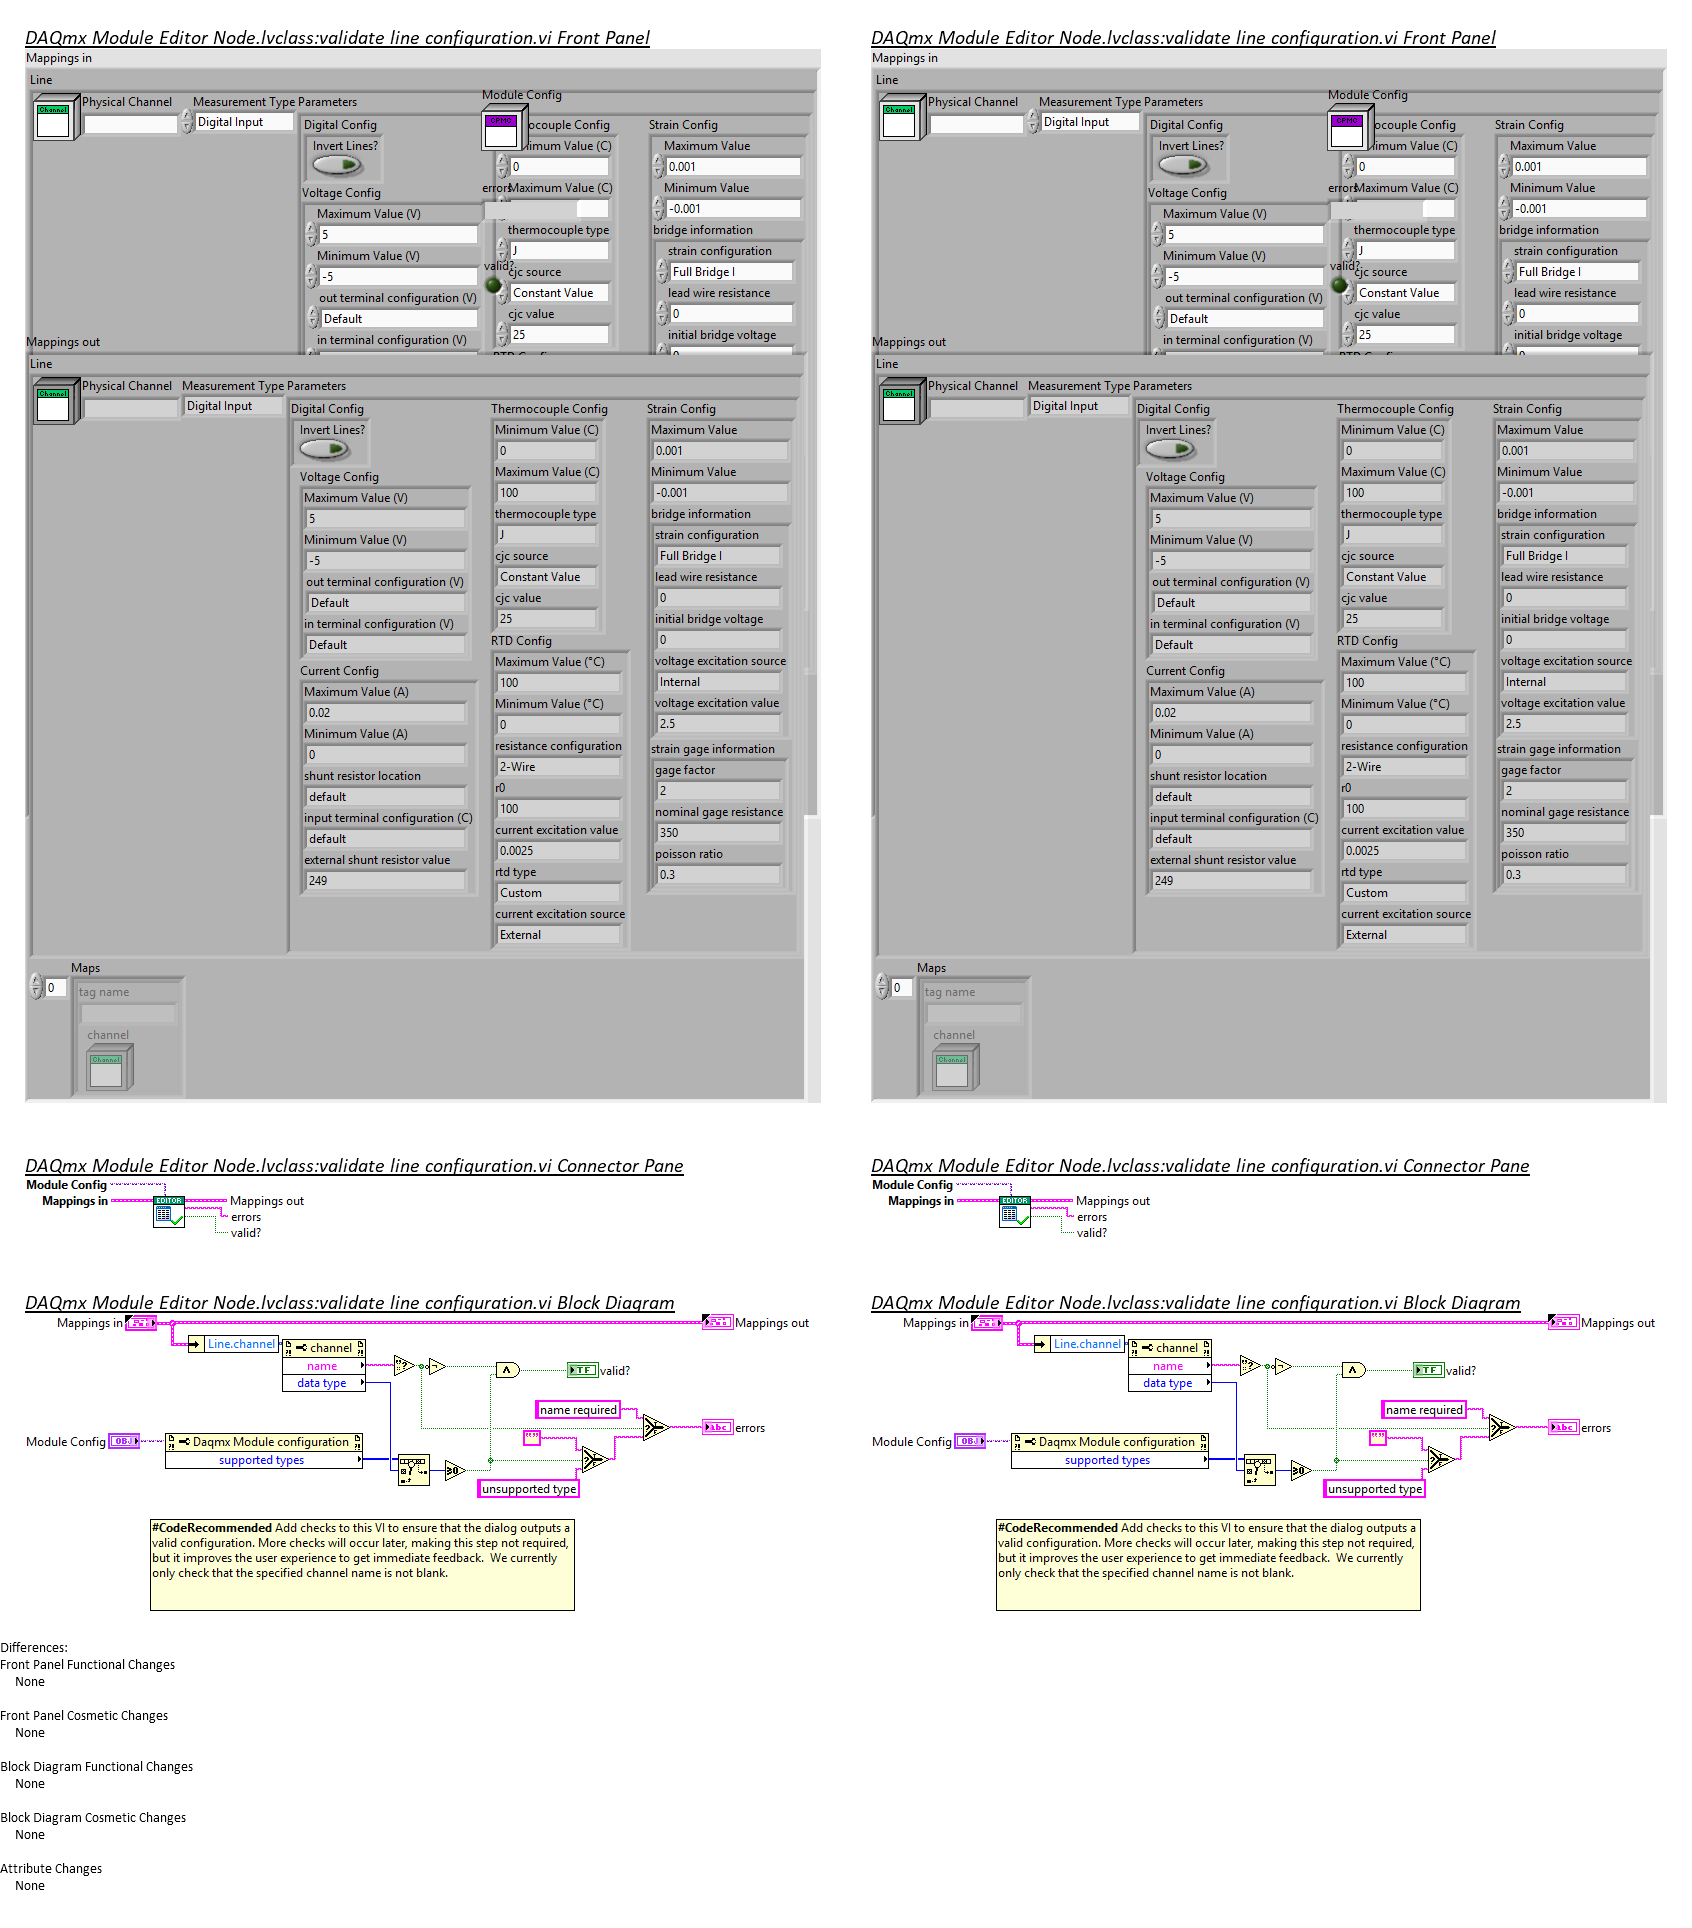 DAQmx Module Editor Node.lvclass:validate line configuration.vi Front Panel
Mappings in
Line
Channel
Physical Channel
Measurement Type
Parameters
Digital Input
Digital Config
Invert Lines?
Voltage Config
Maximum Value (V)
5
Minimum Value (V)
-5
out terminal configuration (V)
Default
in terminal configuration (V)
Module Config
CRMC
ocouple Config
imum Value (C)
0
errors
Maximum Value (C)
thermocouple type
J
valid?
cjc source
Constant Value
cjc value
25
Strain Config
Maximum Value
0.001
Minimum Value
-0.001
bridge information
strain configuration
Full Bridge I
lead wire resistance
0
initial bridge voltage
Mappings out
Line
Channel
Physical Channel
Measurement Type
Parameters
Digital Input
Digital Config
Invert Lines?
Voltage Config
Maximum Value (V)
5
Minimum Value (V)
-5
out terminal configuration (V)
Default
in terminal configuration (V)
Default
Current Config
Maximum Value (A)
0.02
Minimum Value (A)
0
shunt resistor location
default
input terminal configuration (C)
default
external shunt resistor value
249
Thermocouple Config
Minimum Value (C)
0
Maximum Value (C)
100
thermocouple type
J
cjc source
Constant Value
cjc value
25
RTD Config
Maximum Value (°C)
100
Minimum Value (°C)
0
resistance configuration
2-Wire
r0
100
current excitation value
0.0025
rtd type
Custom
current excitation source
External
Strain Config
Maximum Value
0.001
Minimum Value
-0.001
bridge information
strain configuration
Full Bridge I
lead wire resistance
0
initial bridge voltage
0
voltage excitation source
Internal
voltage excitation value
2.5
strain gage information
gage factor
2
nominal gage resistance
350
poisson ratio
0.3
Maps
0
tag name
channel
Channel
DAQmx Module Editor Node.lvclass:validate line configuration.vi Connector Pane
Module Config
Mappings in
EDITOR
Mappings out
errors
valid?
DAQmx Module Editor Node.lvclass:validate line configuration.vi Block Diagram
Mappings in
Mappings out
Line.channel
channel
name
data type
TF
valid?
name required
abc
errors
Module Config
OBJ
Daqmx Module configuration
supported types
unsupported type
#CodeRecommended Add checks to this VI to ensure that the dialog outputs a
valid configuration. More checks will occur later, making this step not required,
but it improves the user experience to get immediate feedback.  We currently
only check that the specified channel name is not blank.
DAQmx Module Editor Node.lvclass:validate line configuration.vi Front Panel
Mappings in
Line
Channel
Physical Channel
Measurement Type
Parameters
Digital Input
Digital Config
Invert Lines?
Voltage Config
Maximum Value (V)
5
Minimum Value (V)
-5
out terminal configuration (V)
Default
in terminal configuration (V)
Module Config
CRMC
ocouple Config
imum Value (C)
0
errors
Maximum Value (C)
thermocouple type
J
valid?
cjc source
Constant Value
cjc value
25
Strain Config
Maximum Value
0.001
Minimum Value
-0.001
bridge information
strain configuration
Full Bridge I
lead wire resistance
0
initial bridge voltage
Mappings out
Line
Channel
Physical Channel
Measurement Type
Parameters
Digital Input
Digital Config
Invert Lines?
Voltage Config
Maximum Value (V)
5
Minimum Value (V)
-5
out terminal configuration (V)
Default
in terminal configuration (V)
Default
Current Config
Maximum Value (A)
0.02
Minimum Value (A)
0
shunt resistor location
default
input terminal configuration (C)
default
external shunt resistor value
249
Thermocouple Config
Minimum Value (C)
0
Maximum Value (C)
100
thermocouple type
J
cjc source
Constant Value
cjc value
25
RTD Config
Maximum Value (°C)
100
Minimum Value (°C)
0
resistance configuration
2-Wire
r0
100
current excitation value
0.0025
rtd type
Custom
current excitation source
External
Strain Config
Maximum Value
0.001
Minimum Value
-0.001
bridge information
strain configuration
Full Bridge I
lead wire resistance
0
initial bridge voltage
0
voltage excitation source
Internal
voltage excitation value
2.5
strain gage information
gage factor
2
nominal gage resistance
350
poisson ratio
0.3
Maps
0
tag name
channel
Channel
DAQmx Module Editor Node.lvclass:validate line configuration.vi Connector Pane
Module Config
Mappings in
EDITOR
Mappings out
errors
valid?
DAQmx Module Editor Node.lvclass:validate line configuration.vi Block Diagram
Mappings in
Mappings out
Line.channel
channel
name
data type
TF
valid?
name required
abc
errors
Module Config
OBJ
Daqmx Module configuration
supported types
unsupported type
#CodeRecommended Add checks to this VI to ensure that the dialog outputs a
valid configuration. More checks will occur later, making this step not required,
but it improves the user experience to get immediate feedback.  We currently
only check that the specified channel name is not blank.
Differences:
Front Panel Functional Changes
None
Front Panel Cosmetic Changes
None
Block Diagram Functional Changes
None
Block Diagram Cosmetic Changes
None
Attribute Changes
None